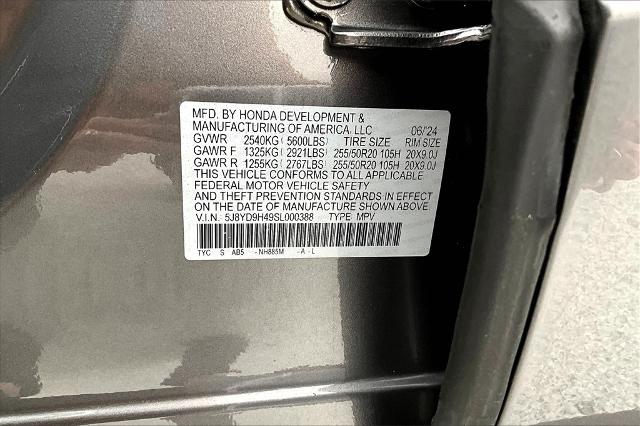 MFD. BY HONDA DEVELOPMENT &
MANUFACTURING OF AMERICA, LLC 06/24
GVWR 2540KG (5600LBS) TIRE SIZE RIM SIZE
GAWR F 1325KG (2921LBS) 255/50R20 105H 20X9.0J
GAWR R 1255KG (2767LBS) 255/50R20 105H 20X9.0J
THIS VEHICLE CONFORMS TO ALL APPLICABLE
FEDERAL MOTOR VEHICLE SAFETY
AND THEFT PREVENTION STANDARDS IN EFFECT
ON THE DATE OF MANUFACTURE SHOWN ABOVE.
V.I.N.: 5J8YD9H49SL000388 TYPE: MPV
TYC S AB5 -NH885M -A -L